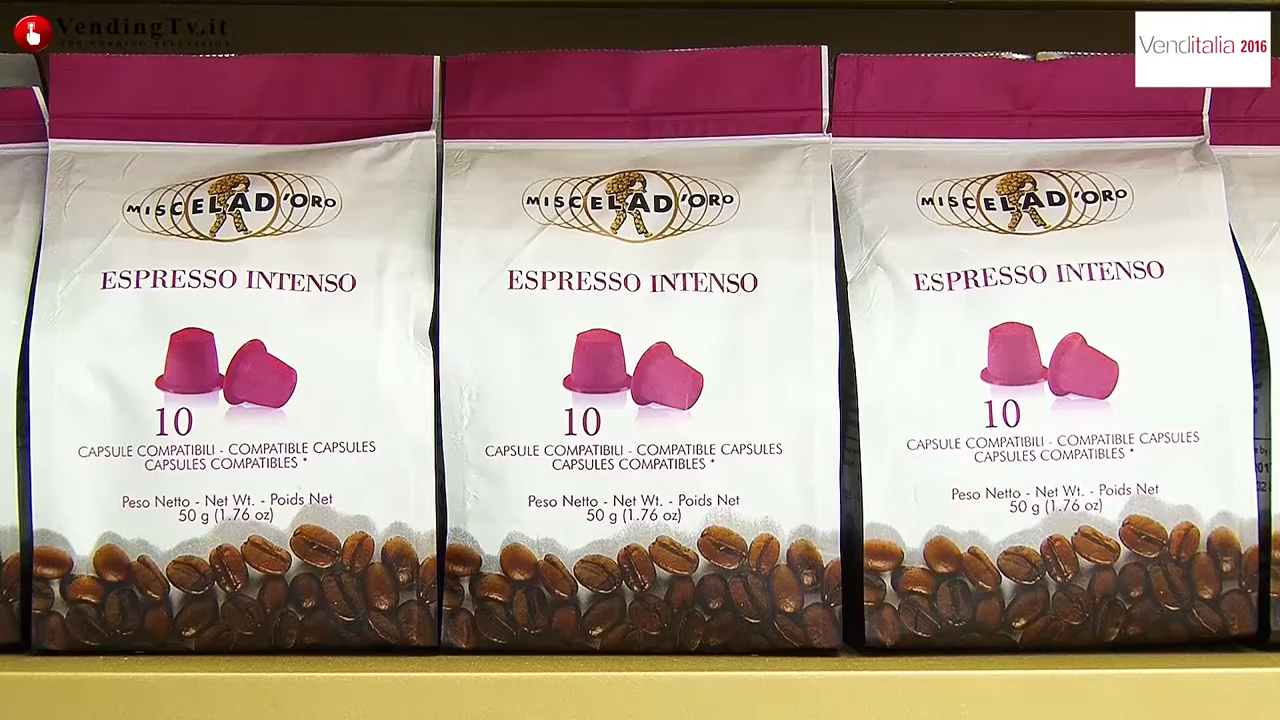 VendingTv.it
THE VENDING TELEVISION
Venditalia 2016
MISCELA D'ORO
ESPRESSO INTENSO
10
CAPSULE COMPATIBILI - COMPATIBLE CAPSULES
CAPSULES COMPATIBLES *
Peso Netto - Net Wt. - Poids Net
50 g (1.76 oz)
MISCELA D'ORO
ESPRESSO INTENSO
10
CAPSULE COMPATIBILI - COMPATIBLE CAPSULES
CAPSULES COMPATIBLES *
Peso Netto - Net Wt. - Poids Net
50 g (1.76 oz)
MISCELA D'ORO
ESPRESSO INTENSO
10
CAPSULE COMPATIBILI - COMPATIBLE CAPSULES
CAPSULES COMPATIBLES *
Peso Netto - Net Wt. - Poids Net
50 g (1.76 oz)